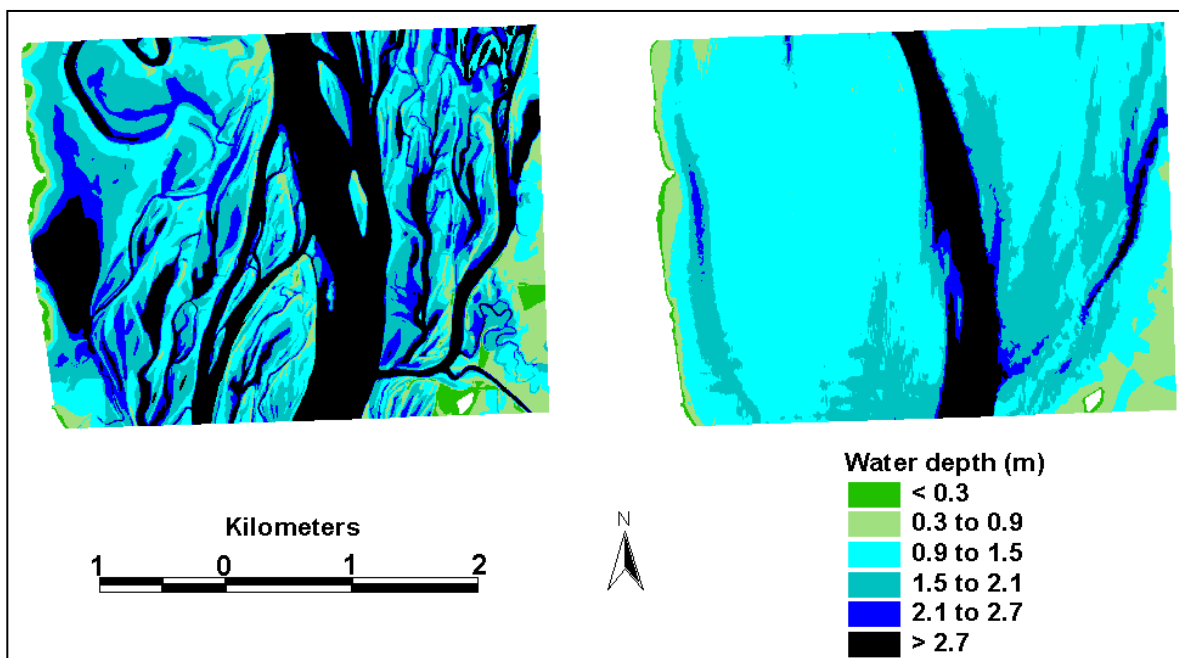 Kilometers
1 0 1 2
N
Water depth (m)
< 0.3
0.3 to 0.9
0.9 to 1.5
1.5 to 2.1
2.1 to 2.7
> 2.7